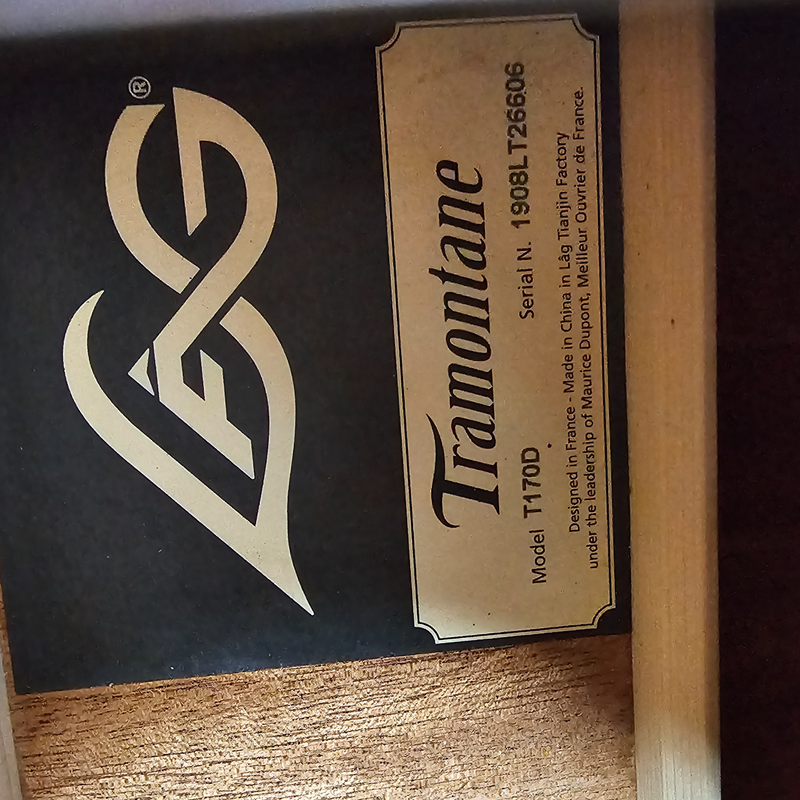 LÂG ®
Tramontane
Model T170D Serial N. 1908LT26606
Designed in France - Made in China in Lâg Tianjin Factory
under the leadership of Maurice Dupont, Meilleur Ouvrier de France.